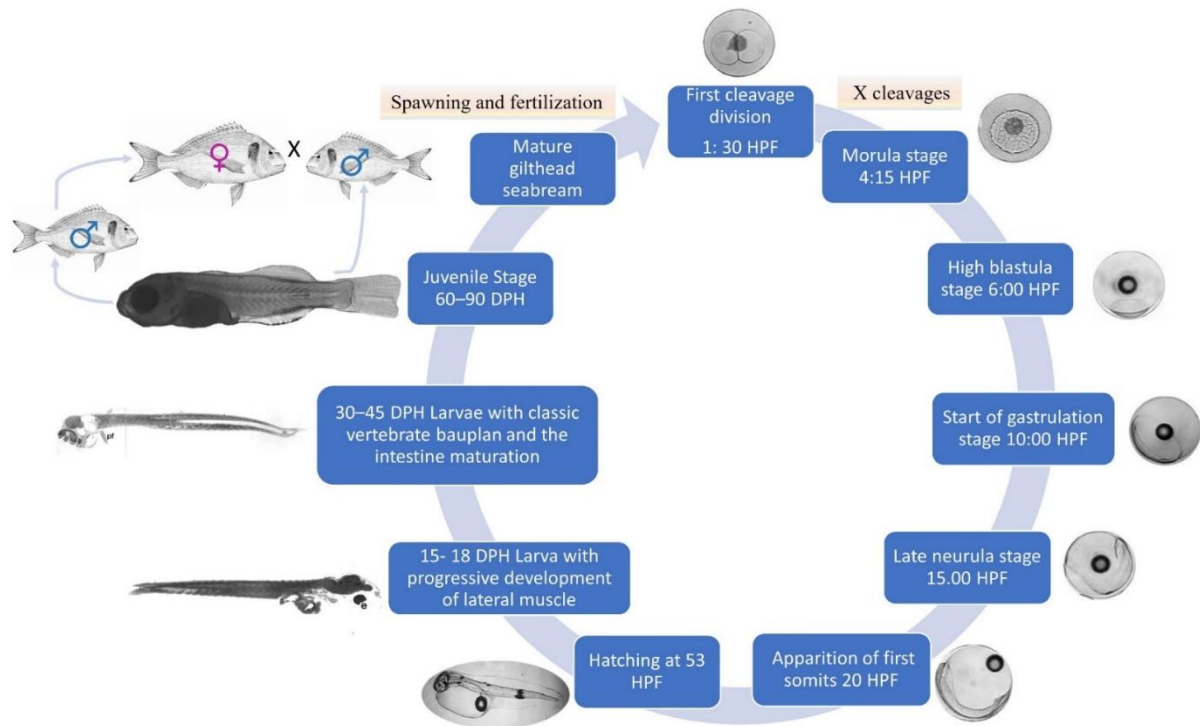 Spawning and fertilization
First cleavage
division
1: 30 HPF
X cleavages
Morula stage
4:15 HPF
High blastula
stage 6:00 HPF
Start of gastrulation
stage 10:00 HPF
Late neurula stage
15.00 HPF
Apparition of first
somits 20 HPF
Hatching at 53
HPF
15- 18 DPH Larva with
progressive development
of lateral muscle
e
30–45 DPH Larvae with classic
vertebrate bauplan and the
intestine maturation
pf
Juvenile Stage
60–90 DPH
Mature
gilthead
seabream
♀
X
♂
♂